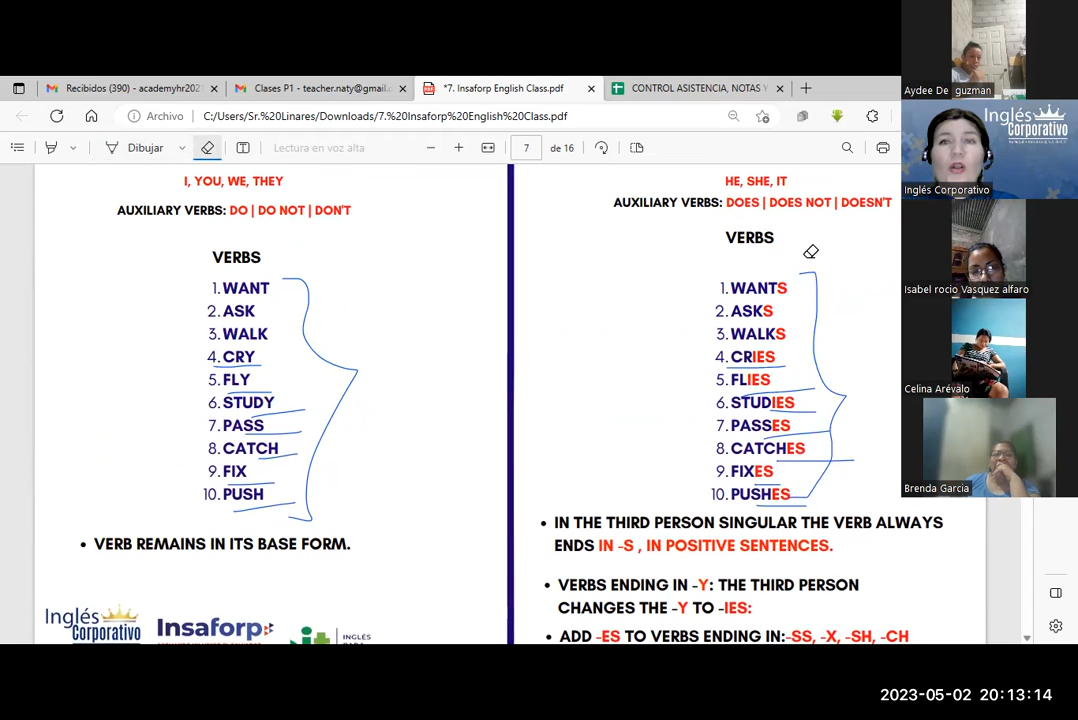 Recibidos (390) - academyhr202
Clases P1 - teacher.naty@gmail.c
*7. Insaforp English Class.pdf
CONTROL ASISTENCIA, NOTAS Y
Archivo
C:/Users/Sr.%20Linares/Downloads/7.%20Insaforp%20English%20Class.pdf
Dibujar
Lectura en voz alta
7
de 16
I, YOU, WE, THEY
AUXILIARY VERBS: DO | DO NOT | DON'T
VERBS
1. WANT
2. ASK
3. WALK
4. CRY
5. FLY
6. STUDY
7. PASS
8. CATCH
9. FIX
10. PUSH
• VERB REMAINS IN ITS BASE FORM.
Inglés
Corporativo
Insaforp
INGLÉS
HE, SHE, IT
AUXILIARY VERBS: DOES | DOES NOT | DOESN'T
VERBS
1. WANTS
2. ASKS
3. WALKS
4. CRIES
5. FLIES
6. STUDIES
7. PASSES
8. CATCHES
9. FIXES
10. PUSHES
• IN THE THIRD PERSON SINGULAR THE VERB ALWAYS
ENDS IN -S , IN POSITIVE SENTENCES.
• VERBS ENDING IN -Y: THE THIRD PERSON
CHANGES THE -Y TO -IES:
• ADD -ES TO VERBS ENDING IN:-SS, -X, -SH, -CH
Aydee De guzman
Inglés
Corporativo
Inglés Corporativo
Isabel rocio Vasquez alfaro
Celina Arévalo
Brenda Garcia
2023-05-02 20:13:14